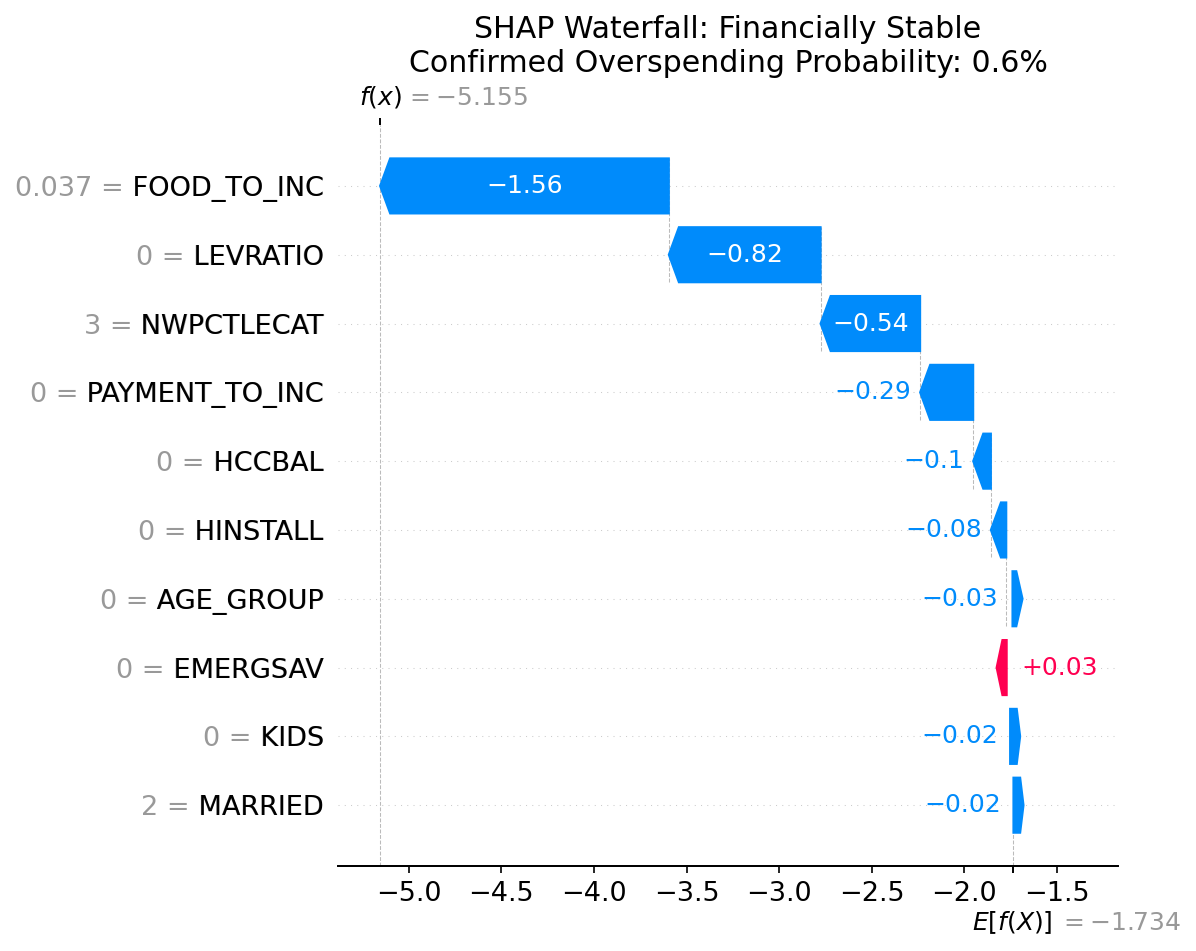 SHAP Waterfall: Financially Stable
Confirmed Overspending Probability: 0.6%
f(x) = −5.155
0.037 = FOOD_TO_INC −1.56
0 = LEVRATIO −0.82
3 = NWPCTLECAT −0.54
0 = PAYMENT_TO_INC −0.29
0 = HCCBAL −0.1
0 = HINSTALL −0.08
0 = AGE_GROUP −0.03
0 = EMERGSAV +0.03
0 = KIDS −0.02
2 = MARRIED −0.02
−5.0 −4.5 −4.0 −3.5 −3.0 −2.5 −2.0 −1.5
E[f(X)] = −1.734